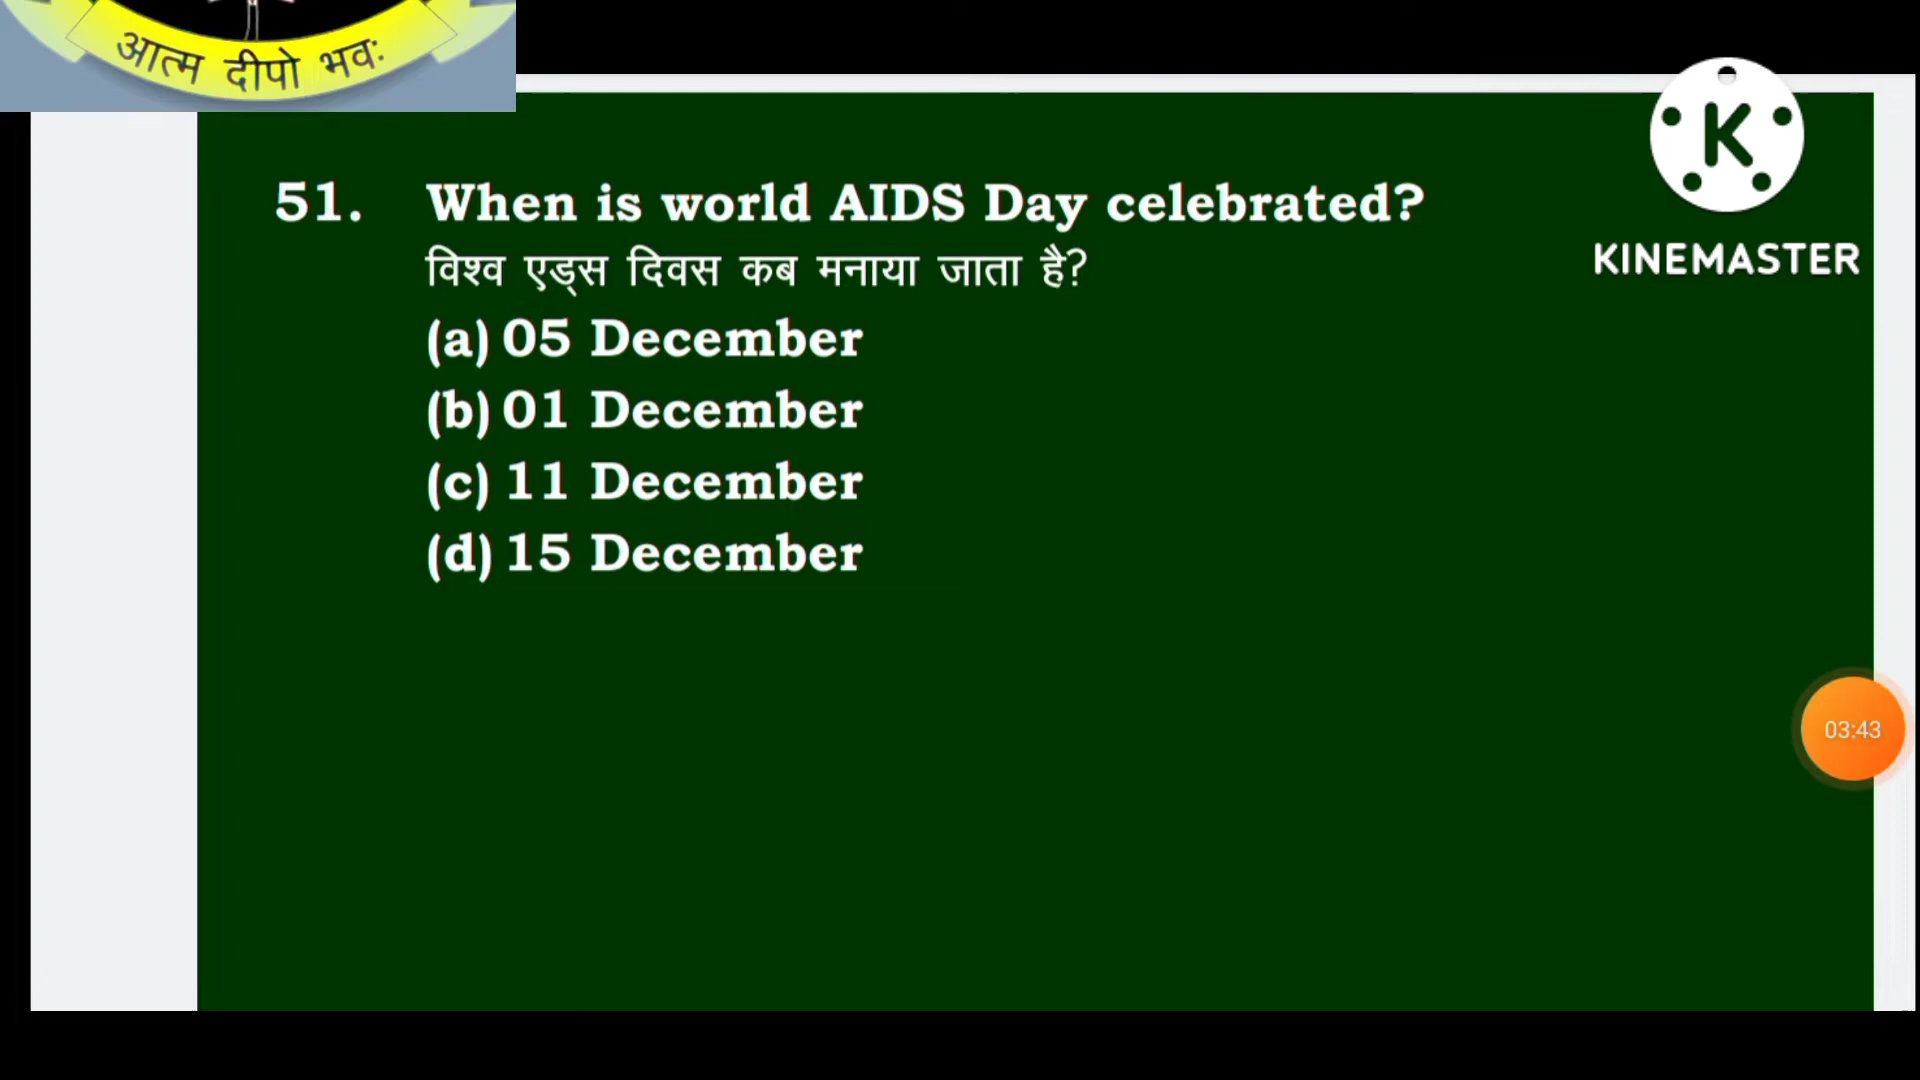 आत्म दीपो भवः
51. When is world AIDS Day celebrated?
विश्व एड्स दिवस कब मनाया जाता है?
(a) 05 December
(b) 01 December
(c) 11 December
(d) 15 December
K
KINEMASTER
03:43